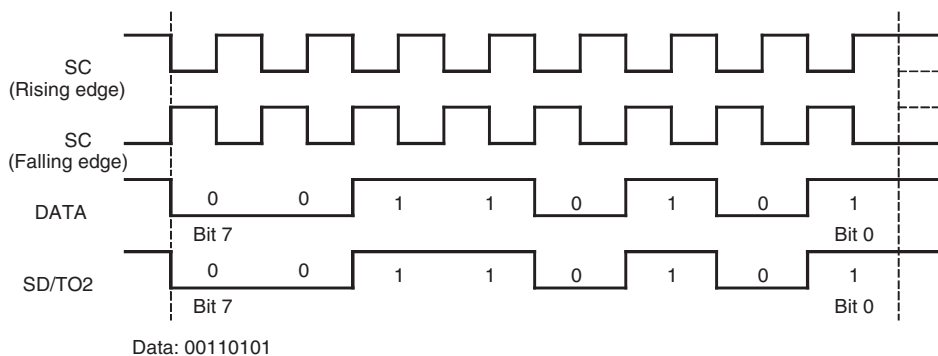 SC
(Rising edge)
SC
(Falling edge)
DATA
0 0 1 1 0 1 0 1
Bit 7 Bit 0
SD/TO2
0 0 1 1 0 1 0 1
Bit 7 Bit 0
Data: 00110101